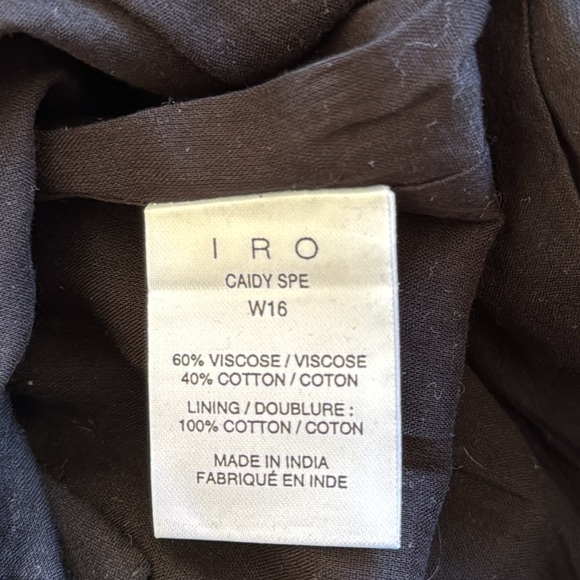 IRO
CAIDY SPE
W16
60% VISCOSE / VISCOSE
40% COTTON / COTON
LINING / DOUBLURE :
100% COTTON / COTON
MADE IN INDIA
FABRIQUÉ EN INDE